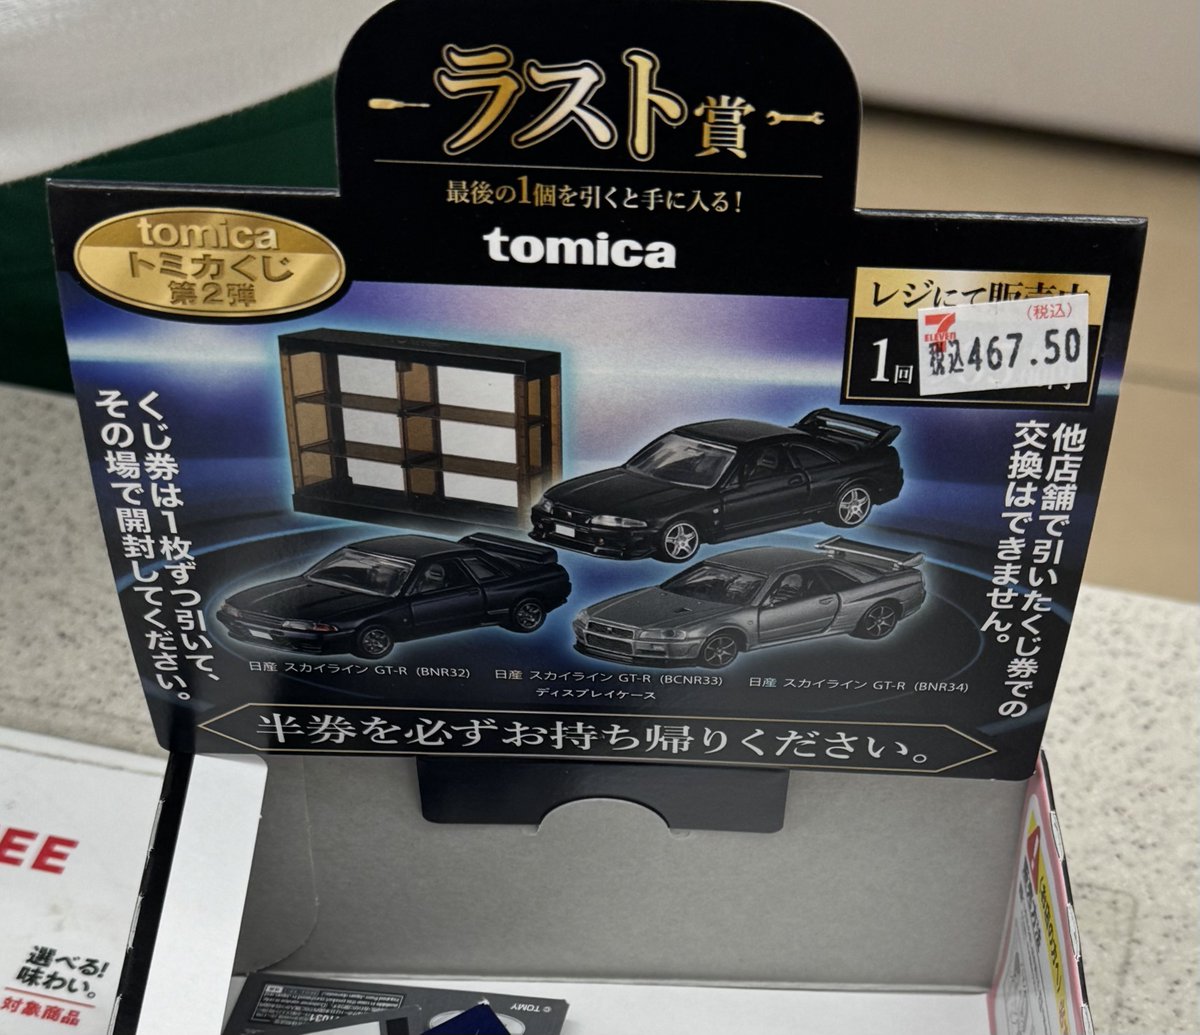 ラスト賞
最後の1個を引くと手に入る!
tomica
tomica
トミカくじ
第2弾
レジにて販売中
1回
7
ELEVEN
(税込)
税込467.50
くじ券は1枚ずつ引いて、
その場で開封してください。
他店舗で引いたくじ券での
交換はできません。
日産 スカイライン GT-R (BNR32)
日産 スカイライン GT-R (BCNR33)
日産 スカイライン GT-R (BNR34)
ディスプレイケース
半券を必ずお持ち帰りください。
EE
選べる!
味わい。
対象商品
© TOMY